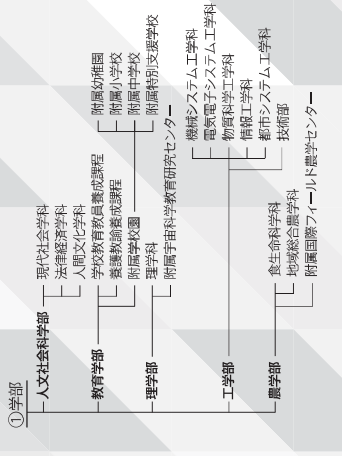 ①学部
人文社会科学部
現代社会学科
法律経済学科
人間文化学科
教育学部
学校教育教員養成課程
養護教諭養成課程
附属学校園
附属幼稚園
附属小学校
附属中学校
附属特別支援学校
理学部
理学科
附属宇宙科学教育研究センター
工学部
機械システム工学科
電気電子システム工学科
物質科学工学科
情報工学科
都市システム工学科
技術部
農学部
食生命科学科
地域総合農学科
附属国際フィールド農学センター